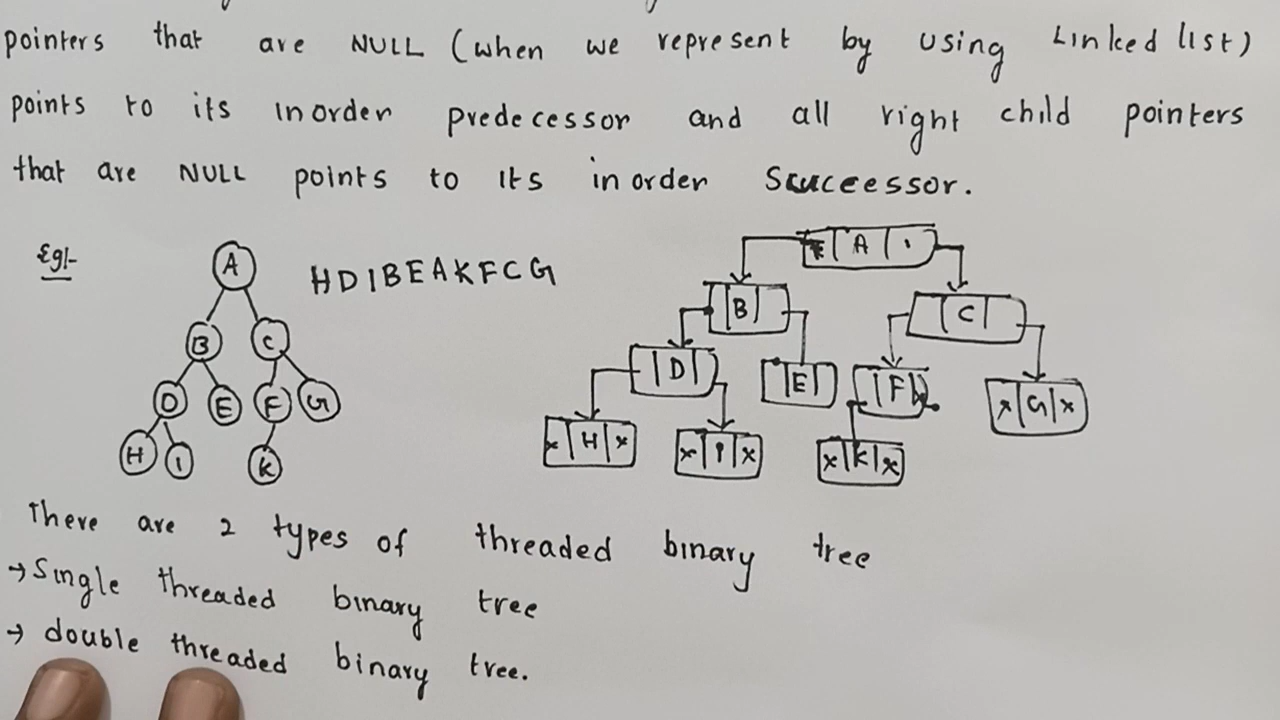 pointers that are NULL (when we represent by using Linked list)
points to its inorder predecessor and all right child pointers
that are NULL points to its inorder Sucucessor.
Eg:-
A
HDIBEAKFCG
B C
D E F G
H I K
A
B C
D E F x G x
x H x x I x x K x
There are 2 types of threaded binary tree
→ Single threaded binary tree
→ double threaded binary tree.